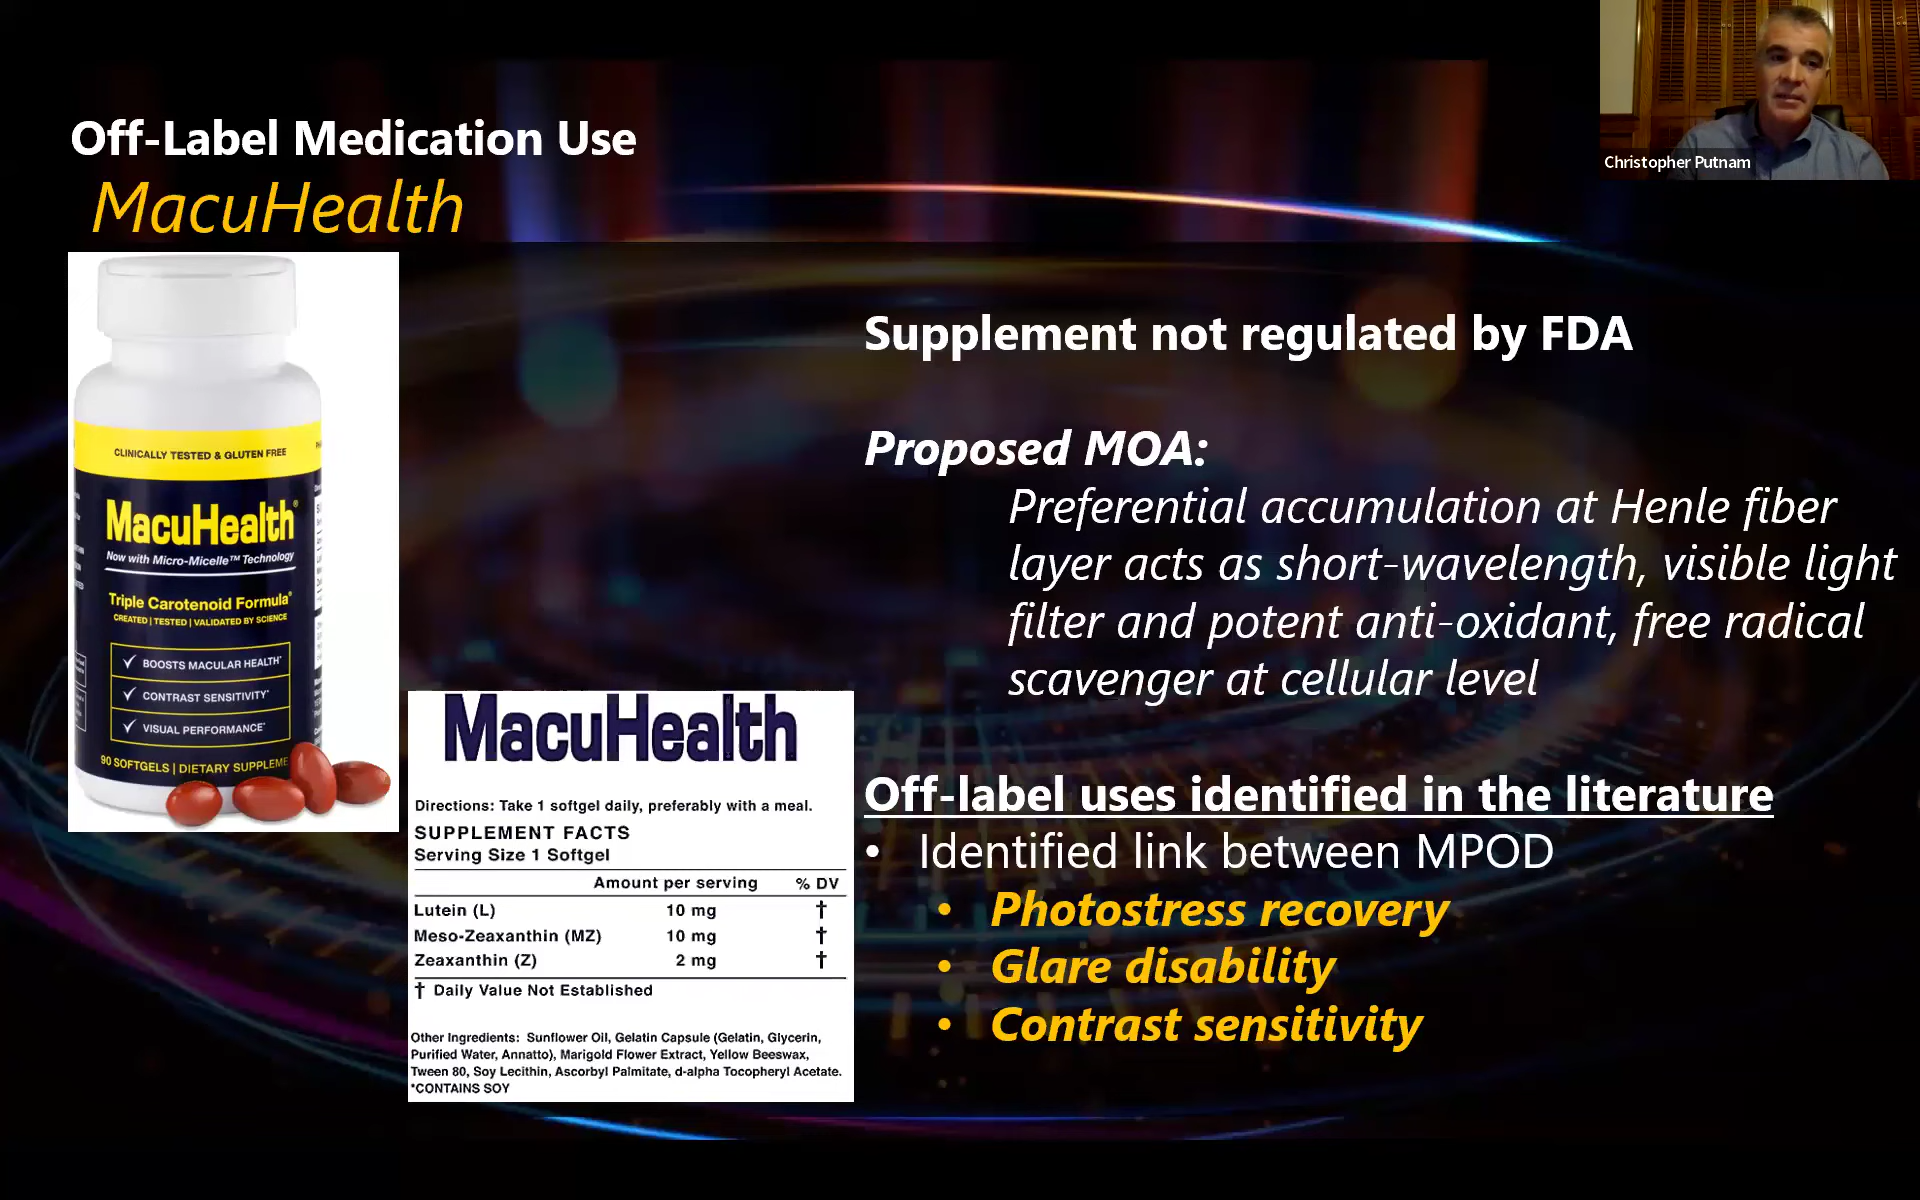 Off-Label Medication Use
MacuHealth
Christopher Putnam
CLINICALLY TESTED & GLUTEN FREE
MacuHealth®
Now with Micro-Micelle™ Technology
Triple Carotenoid Formula®
CREATED | TESTED | VALIDATED BY SCIENCE
✓ BOOSTS MACULAR HEALTH*
✓ CONTRAST SENSITIVITY*
✓ VISUAL PERFORMANCE*
90 SOFTGELS | DIETARY SUPPLEME
MacuHealth
Directions: Take 1 softgel daily, preferably with a meal.
SUPPLEMENT FACTS
Serving Size 1 Softgel
Amount per serving % DV
Lutein (L) 10 mg †
Meso-Zeaxanthin (MZ) 10 mg †
Zeaxanthin (Z) 2 mg †
† Daily Value Not Established
Other Ingredients: Sunflower Oil, Gelatin Capsule (Gelatin, Glycerin,
Purified Water, Annatto), Marigold Flower Extract, Yellow Beeswax,
Tween 80, Soy Lecithin, Ascorbyl Palmitate, d-alpha Tocopheryl Acetate.
*CONTAINS SOY
Supplement not regulated by FDA
Proposed MOA:
Preferential accumulation at Henle fiber
layer acts as short-wavelength, visible light
filter and potent anti-oxidant, free radical
scavenger at cellular level
Off-label uses identified in the literature
• Identified link between MPOD
• Photostress recovery
• Glare disability
• Contrast sensitivity